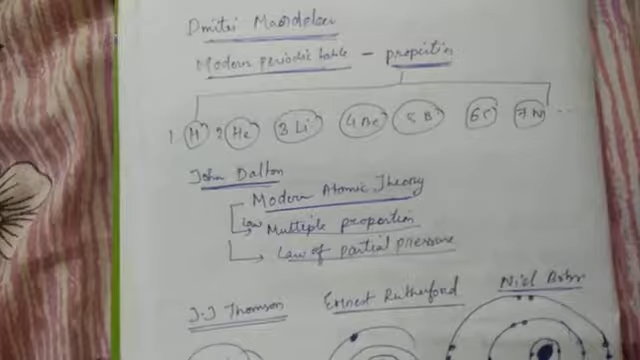 Dmitri Maerdeleev
Modern periodic table - properties
1 H 2 He 3 Li 4 Be 5 B 6 C 7 N ...
John Dalton
Modern Atomic Theory
Law Multiple proportion
Law of partial pressure
J.J Thomson Ernest Rutherford Niel Bohr